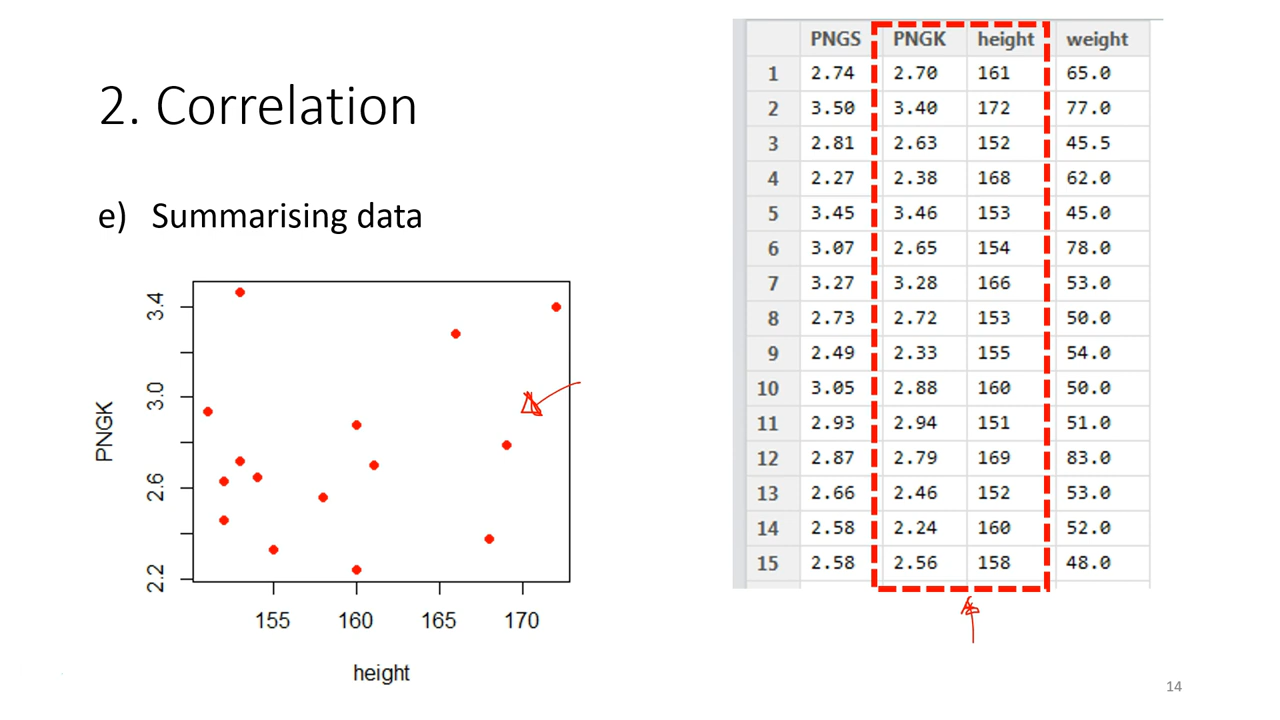 2. Correlation
e) Summarising data
3.4
3.0
2.6
2.2
PNGK
155 160 165 170
height
PNGS PNGK height weight
1 2.74 2.70 161 65.0
2 3.50 3.40 172 77.0
3 2.81 2.63 152 45.5
4 2.27 2.38 168 62.0
5 3.45 3.46 153 45.0
6 3.07 2.65 154 78.0
7 3.27 3.28 166 53.0
8 2.73 2.72 153 50.0
9 2.49 2.33 155 54.0
10 3.05 2.88 160 50.0
11 2.93 2.94 151 51.0
12 2.87 2.79 169 83.0
13 2.66 2.46 152 53.0
14 2.58 2.24 160 52.0
15 2.58 2.56 158 48.0
14